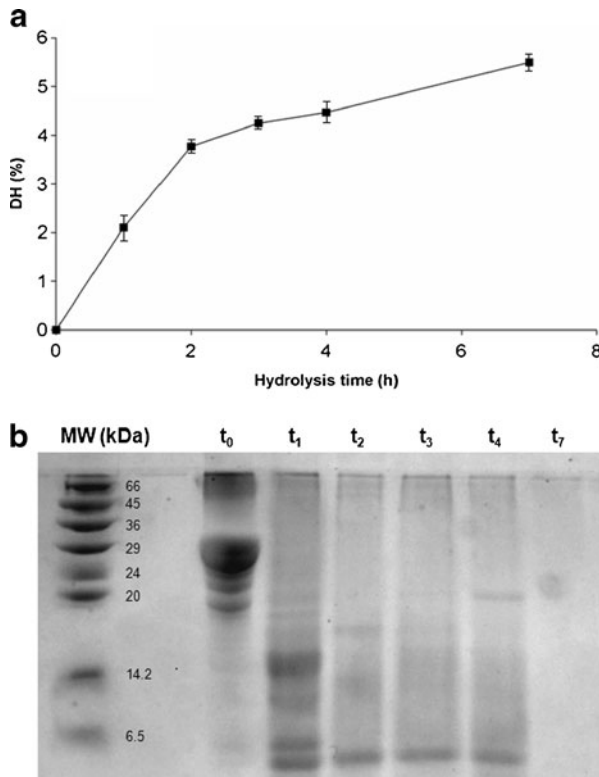 a
6
5
4
3
2
1
0
DH (%)
0 2 4 6 8
Hydrolysis time (h)
b
MW (kDa) t₀ t₁ t₂ t₃ t₄ t₇
66
45
36
29
24
20
14.2
6.5